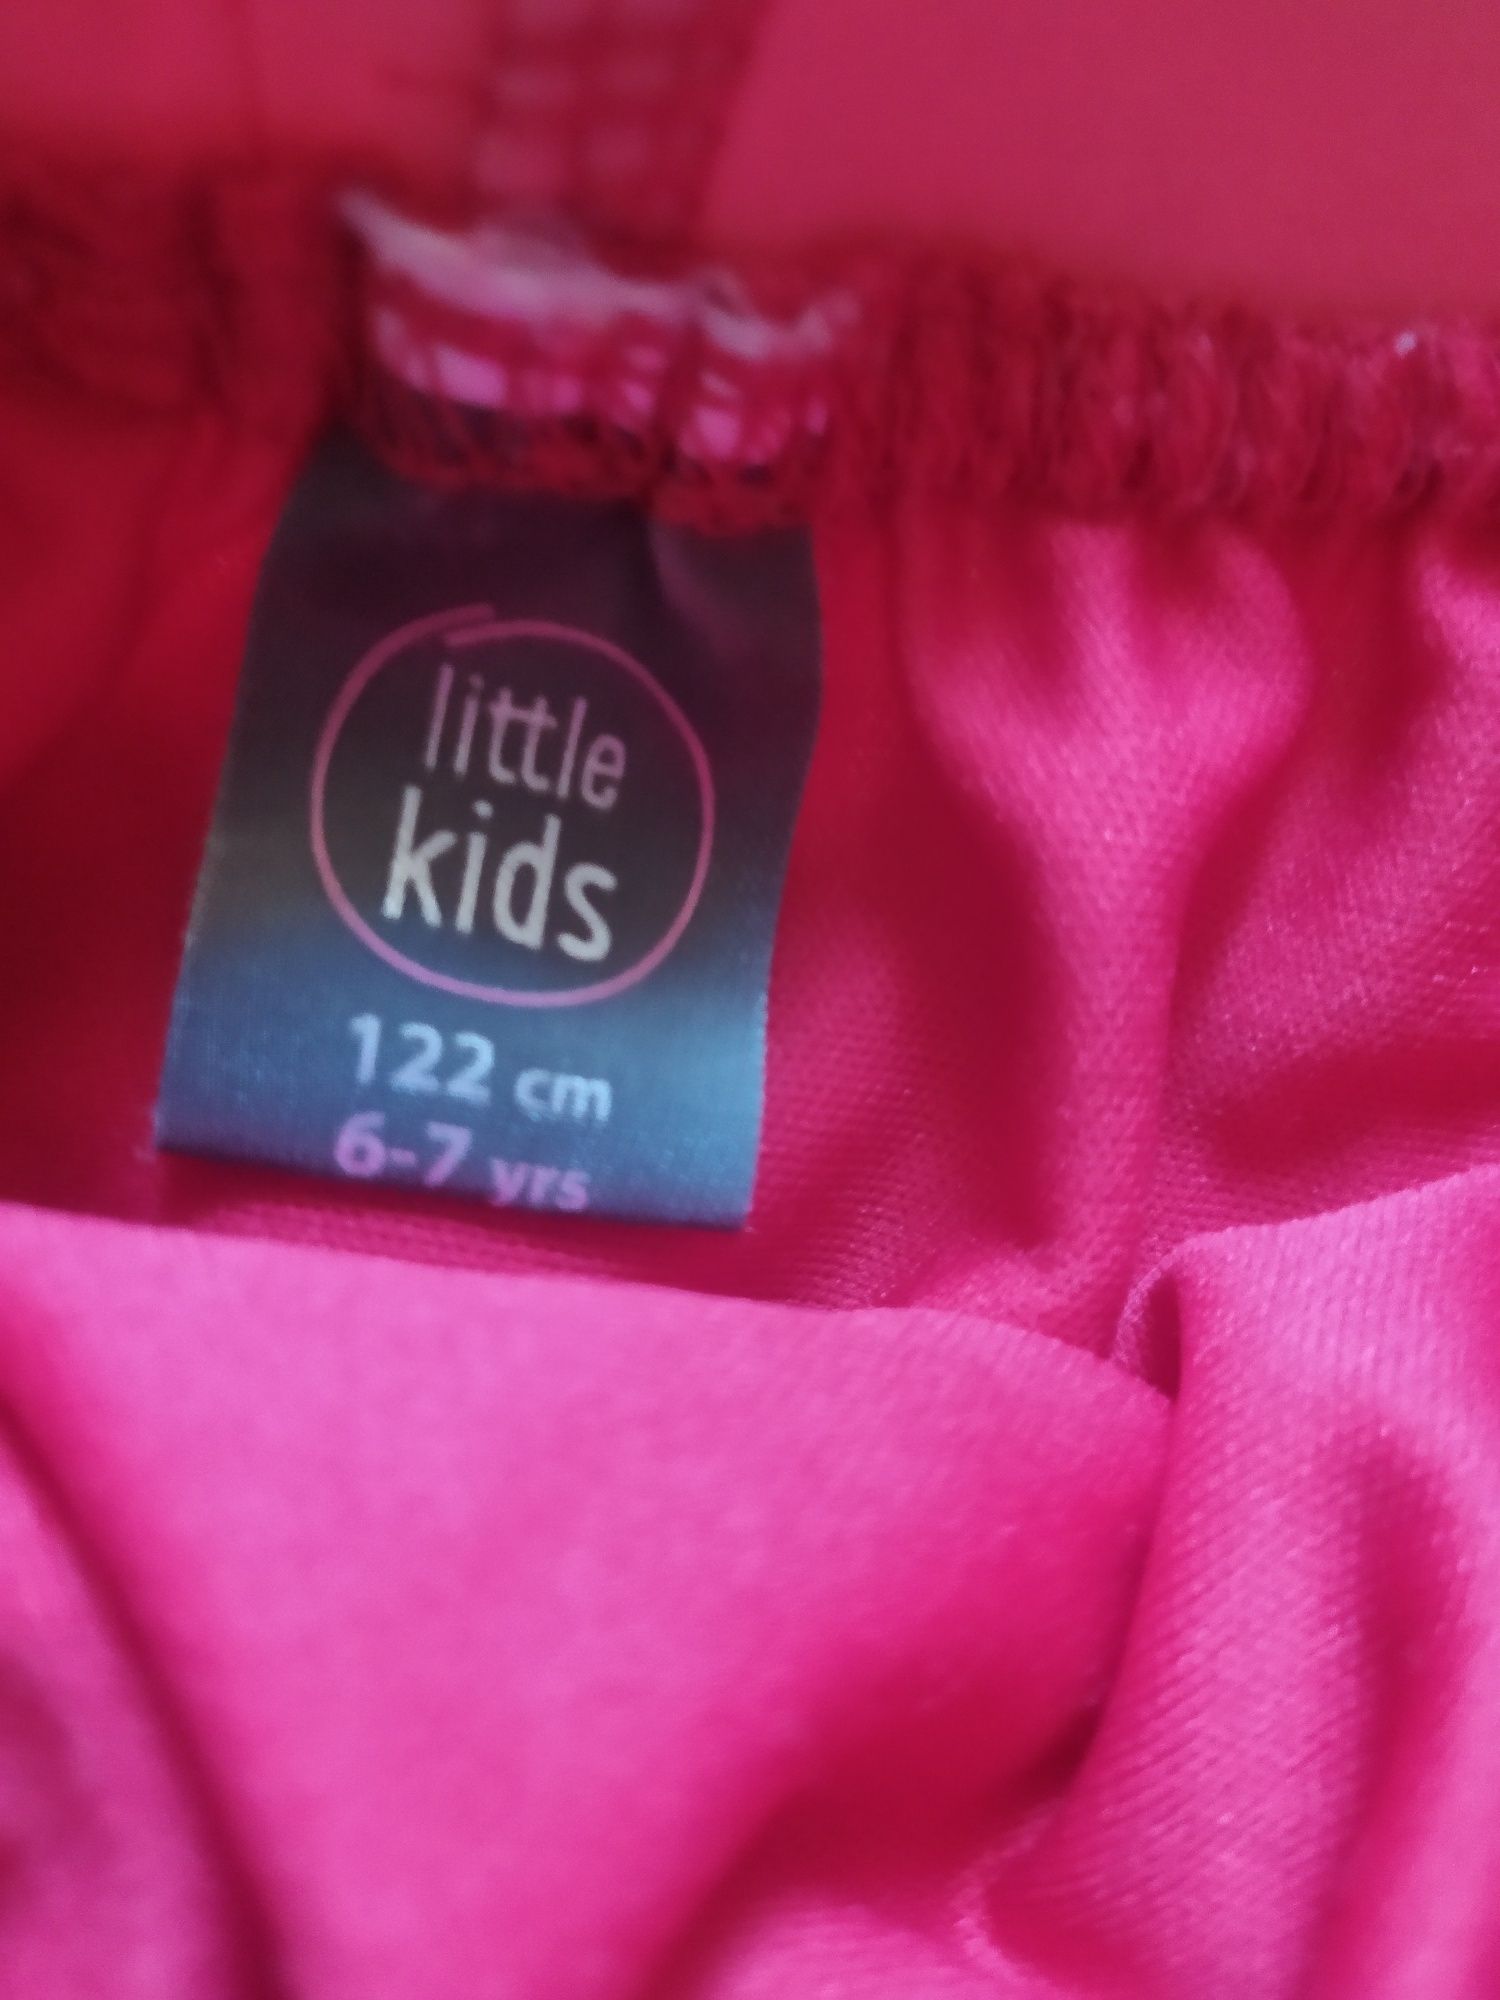 little
kids
122 cm
6-7 yrs